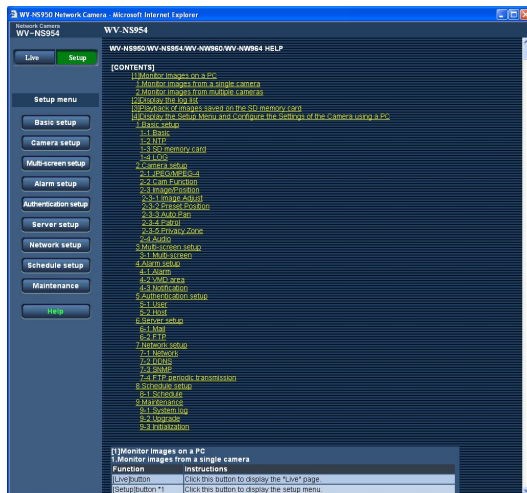 WV-NS950 Network Camera - Microsoft Internet Explorer
Network Camera
WV-NS954
WV-NS954
Live
Setup
Setup menu
Basic setup
Camera setup
Multi-screen setup
Alarm setup
Authentication setup
Server setup
Network setup
Schedule setup
Maintenance
Help
WV-NS950/WV-NS954/WV-NW960/WV-NW964 HELP
[CONTENTS]
[1]Monitor images on a PC
1.Monitor images from a single camera
2.Monitor images from multiple cameras
[2]Display the log list
[3]Playback of images saved on the SD memory card
[4]Display the Setup Menu and Configure the Settings of the Camera using a PC
1 Basic setup
1-1 Basic
1-2 NTP
1-3 SD memory card
1-4 LOG
2 Camera setup
2-1 JPEG/MPEG-4
2-2 Cam Function
2-3 Image/Position
2-3-1 Image Adjust
2-3-2 Preset Position
2-3-3 Auto Pan
2-3-4 Patrol
2-3-5 Privacy Zone
2-4 Audio
3 Multi-screen setup
3-1 Multi-screen
4 Alarm setup
4-1 Alarm
4-2 VMD area
4-3 Notification
5 Authentication setup
5-1 User
5-2 Host
6 Server setup
6-1 Mail
6-2 FTP
7 Network setup
7-1 Network
7-2 DDNS
7-3 SNMP
7-4 FTP periodic transmission
8 Schedule setup
8-1 Schedule
9 Maintenance
9-1 System log
9-2 Upgrade
9-3 Initialization
[1]Monitor images on a PC
1.Monitor images from a single camera
Function Instructions
[Live]button Click this button to display the "Live" page.
[Setup]button *1 Click this button to display the setup menu.